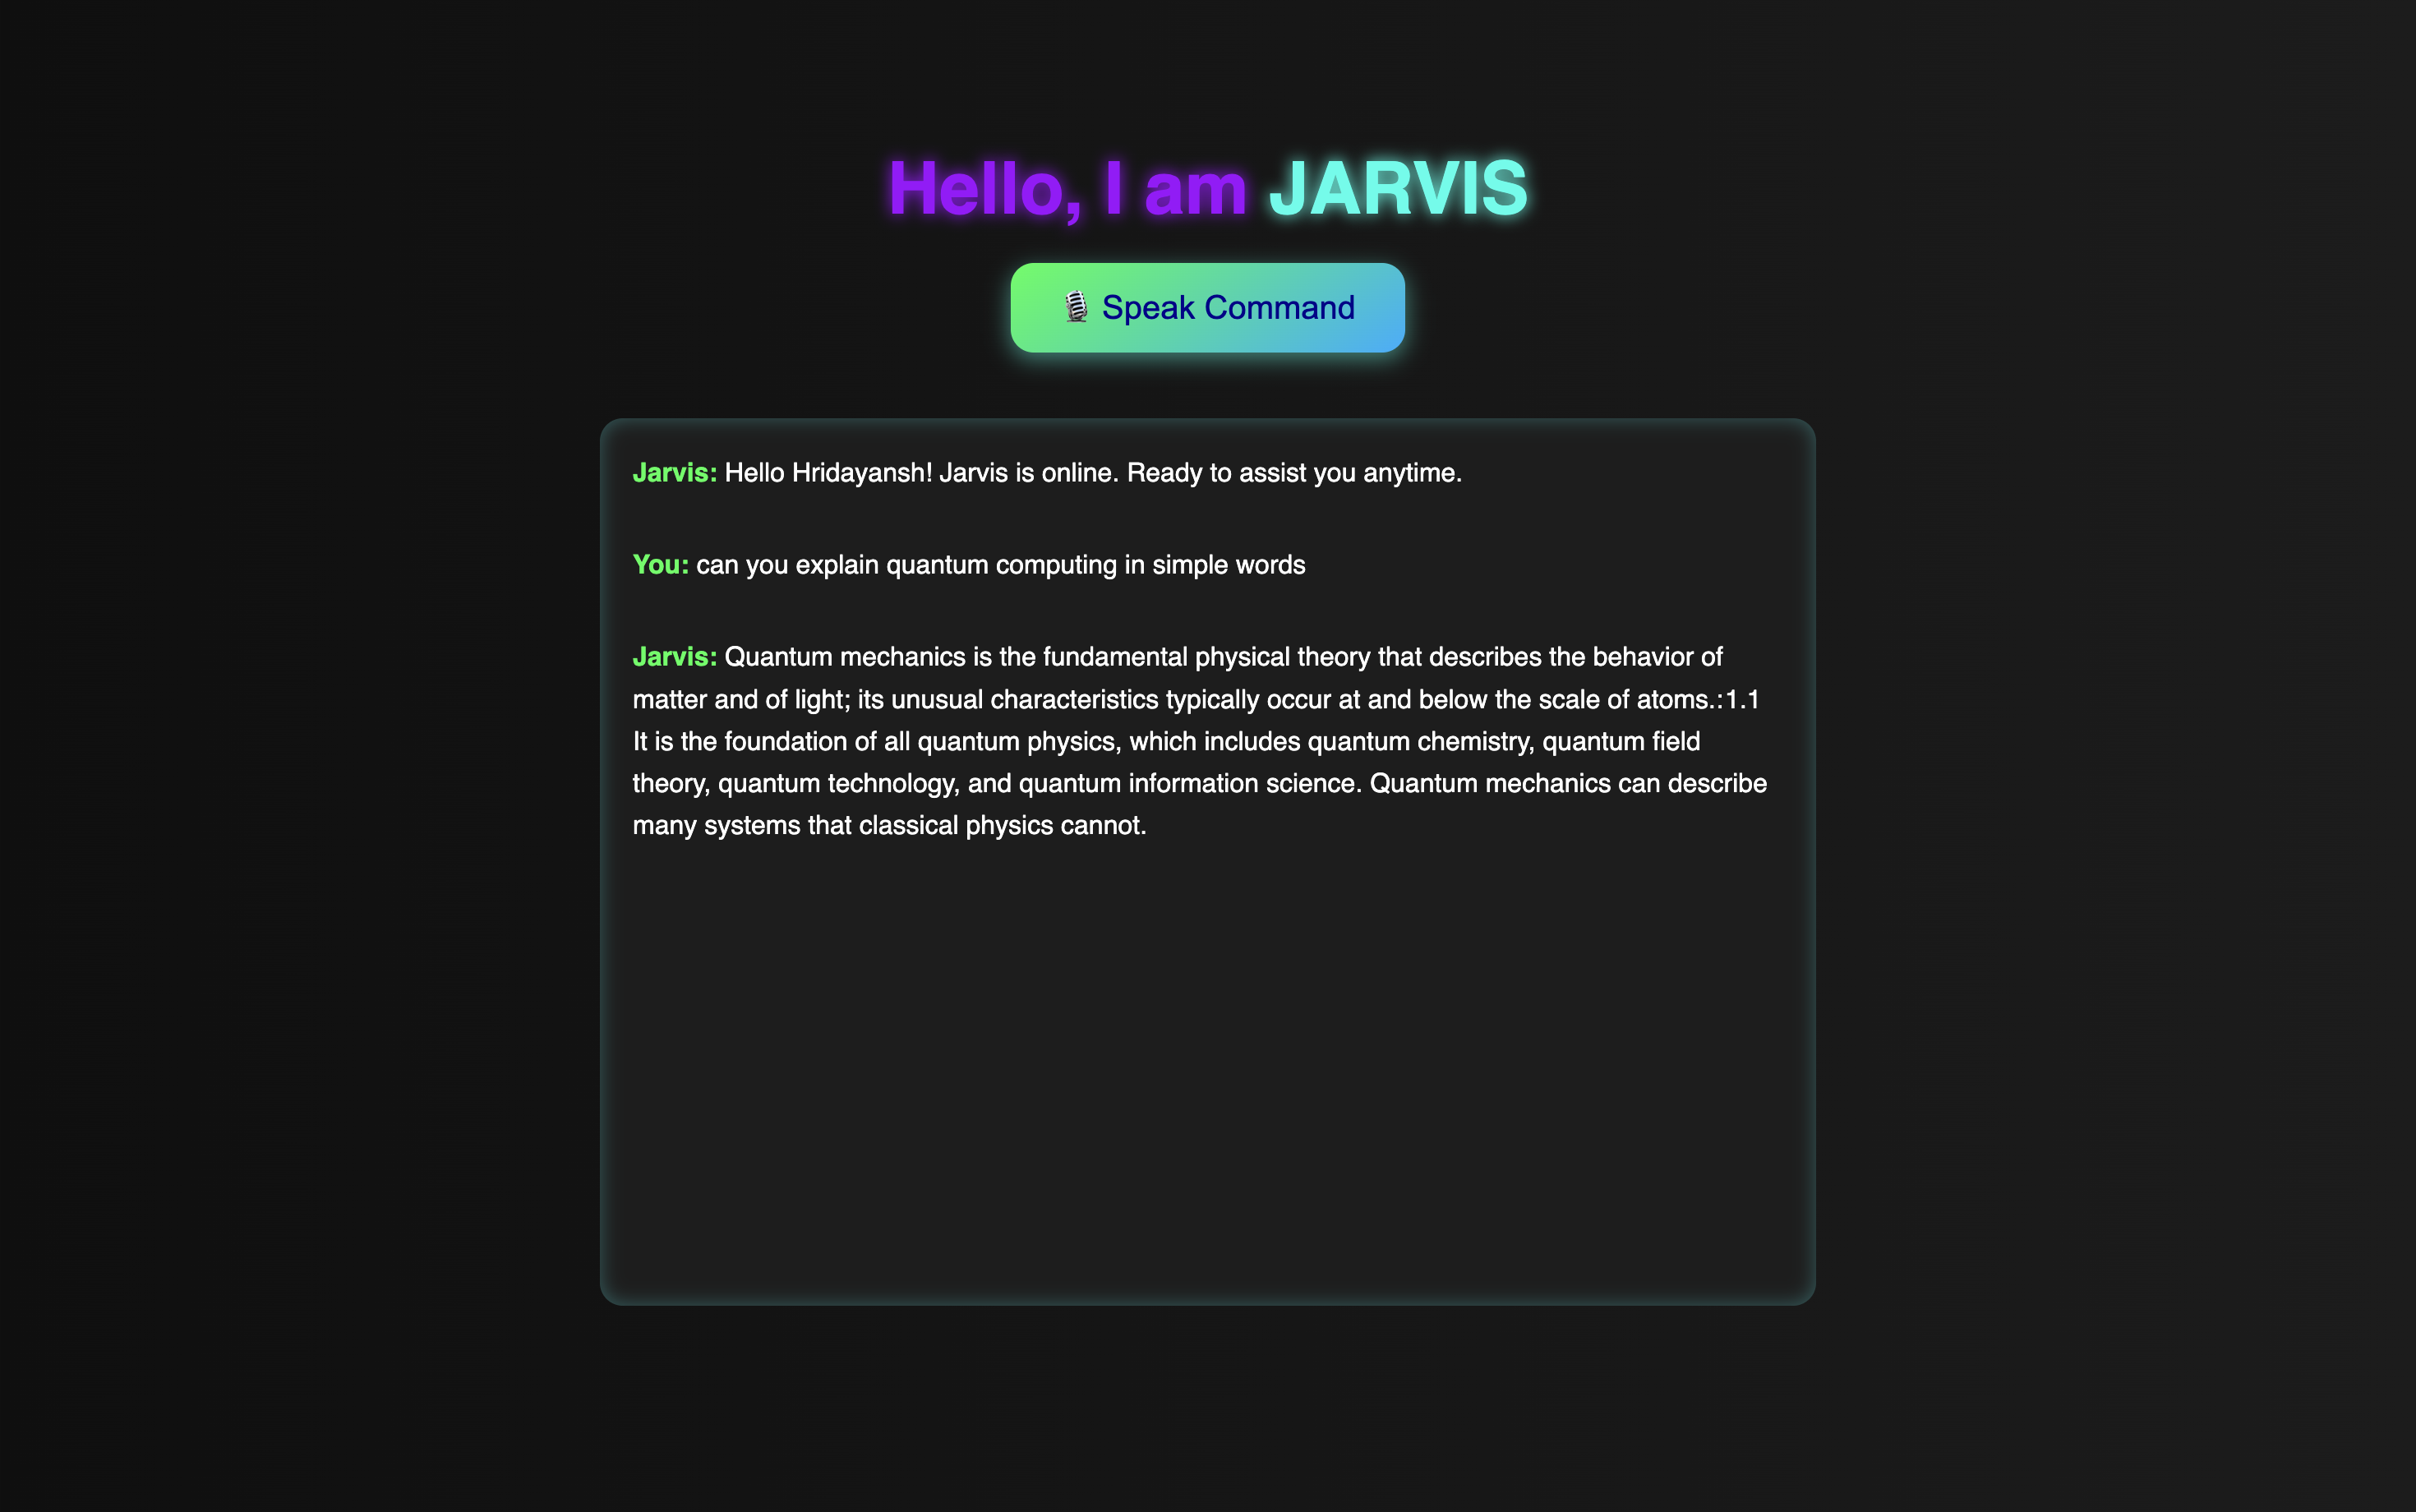 Hello, I am JARVIS
🎙️ Speak Command
Jarvis: Hello Hridayansh! Jarvis is online. Ready to assist you anytime.
You: can you explain quantum computing in simple words
Jarvis: Quantum mechanics is the fundamental physical theory that describes the behavior of
matter and of light; its unusual characteristics typically occur at and below the scale of atoms.:1.1
It is the foundation of all quantum physics, which includes quantum chemistry, quantum field
theory, quantum technology, and quantum information science. Quantum mechanics can describe
many systems that classical physics cannot.